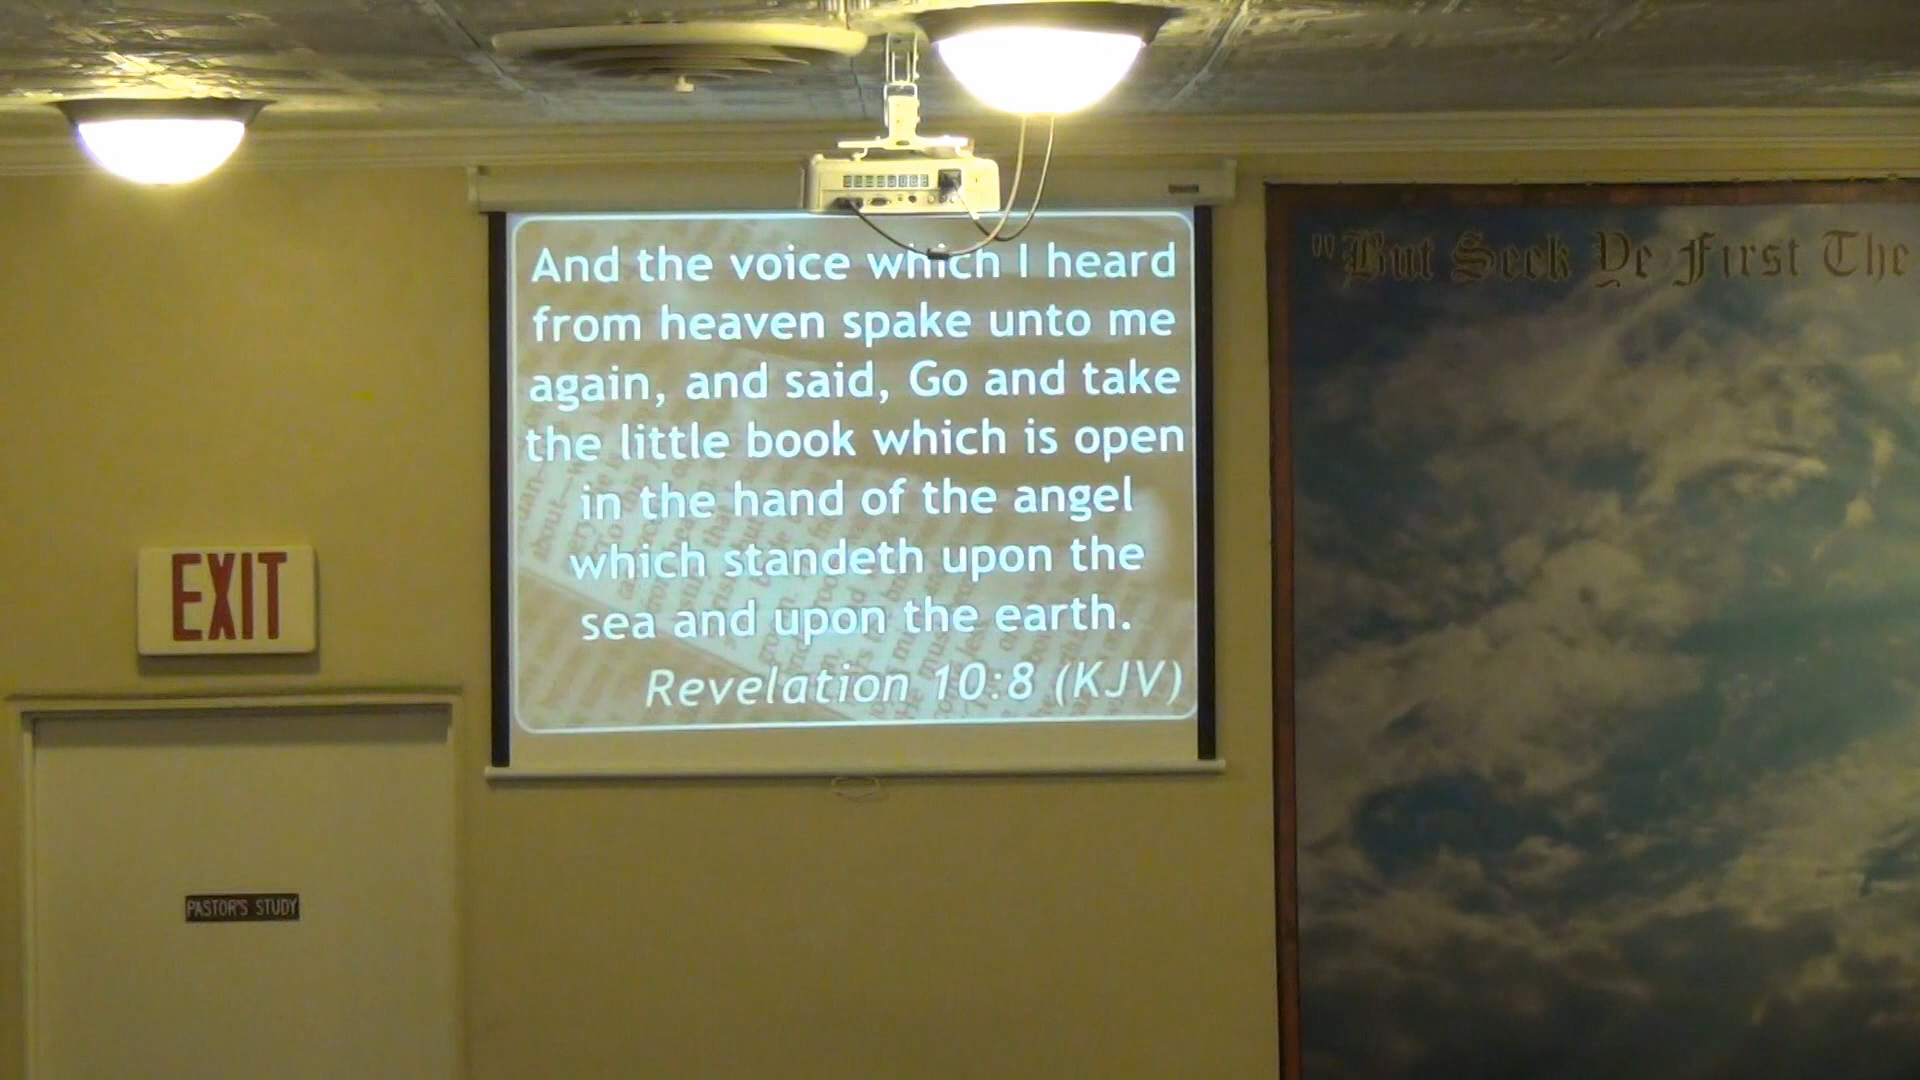 And the voice which I heard
from heaven spake unto me
again, and said, Go and take
the little book which is open
in the hand of the angel
which standeth upon the
sea and upon the earth.
Revelation 10:8 (KJV)
"But Seek Ye First The
EXIT
PASTOR'S STUDY